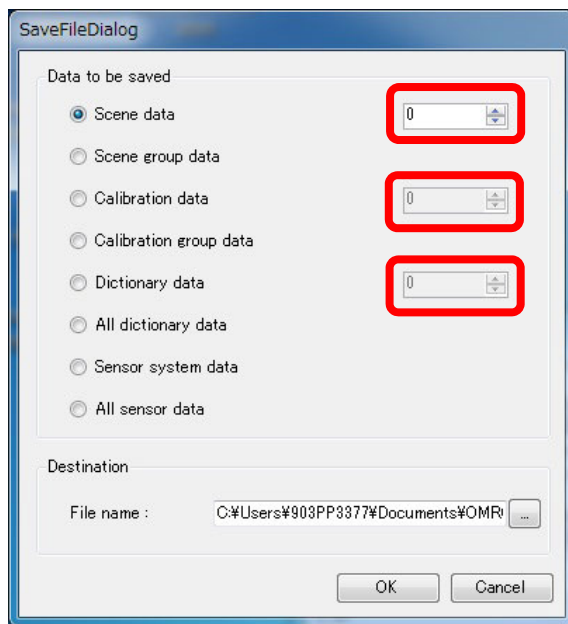 SaveFileDialog
Data to be saved
Scene data 0
Scene group data
Calibration data 0
Calibration group data
Dictionary data 0
All dictionary data
Sensor system data
All sensor data
Destination
File name : C:¥Users¥903PP3377¥Documents¥OMR ...
OK Cancel